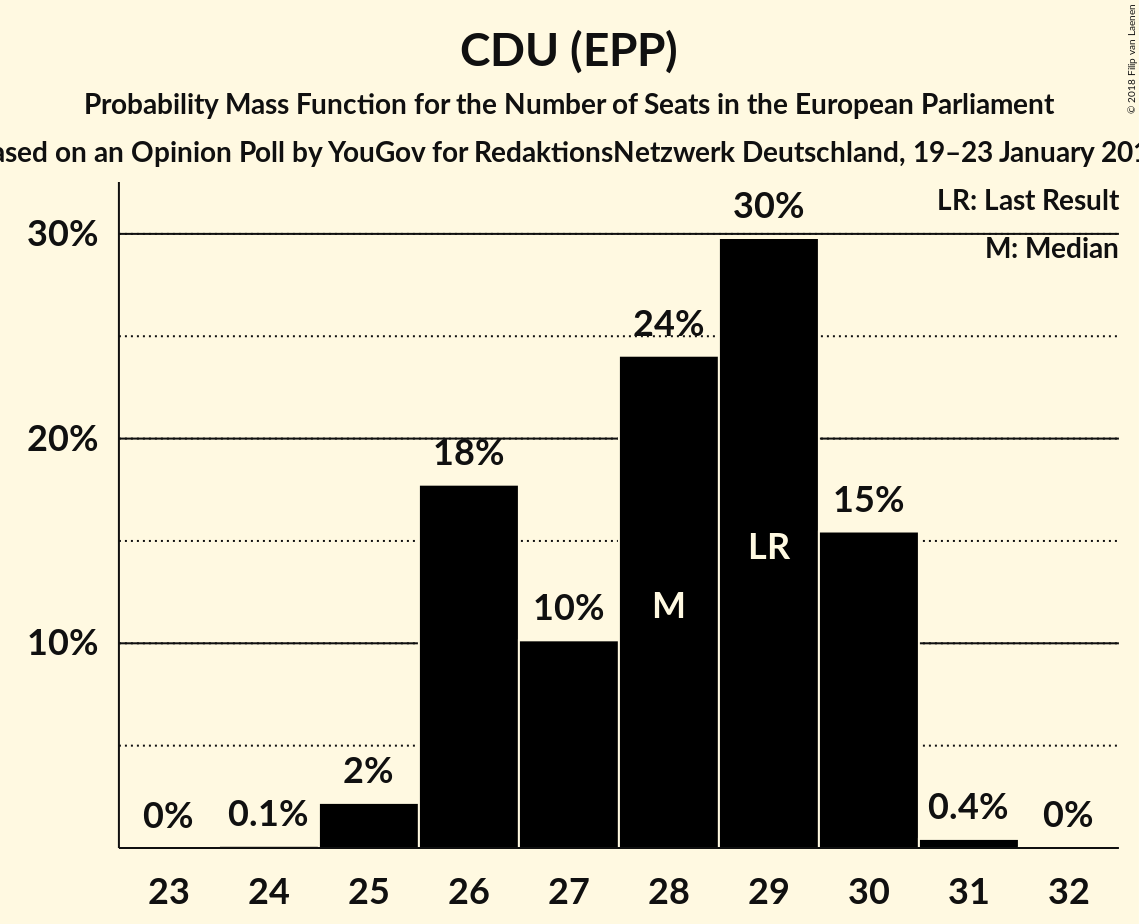 CDU (EPP)
Probability Mass Function for the Number of Seats in the European Parliament
ased on an Opinion Poll by YouGov for RedaktionsNetzwerk Deutschland, 19–23 January 201
© 2018 Filip van Laenen
LR: Last Result
M: Median
30%
20%
10%
0%
0.1%
2%
18%
10%
24%
30%
15%
0.4%
0%
M
LR
23 24 25 26 27 28 29 30 31 32